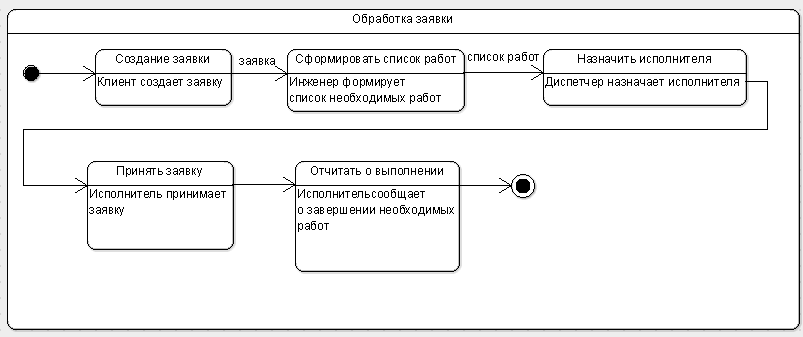 Обработка заявки
Создание заявки
Клиент создает заявку
заявка
Сформировать список работ
Инженер формирует
список необходимых работ
список работ
Назначить исполнителя
Диспетчер назначает исполнителя
Принять заявку
Исполнитель принимает
заявку
Отчитать о выполнении
Исполнительсообщает
о завершении необходимых
работ